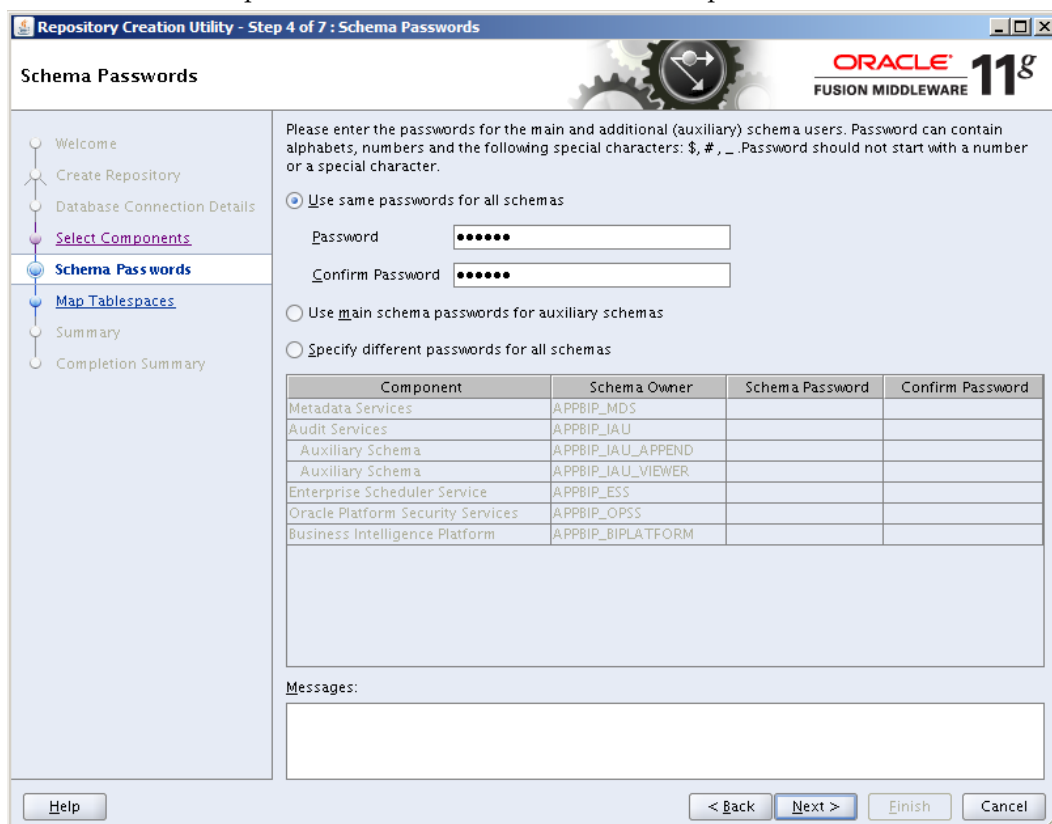 Repository Creation Utility - Step 4 of 7 : Schema Passwords
Schema Passwords
ORACLE 11g
FUSION MIDDLEWARE
Welcome
Create Repository
Database Connection Details
Select Components
Schema Passwords
Map Tablespaces
Summary
Completion Summary
Please enter the passwords for the main and additional (auxiliary) schema users. Password can contain
alphabets, numbers and the following special characters: $, # , _ .Password should not start with a number
or a special character.
Use same passwords for all schemas
Password ••••••
Confirm Password ••••••
Use main schema passwords for auxiliary schemas
Specify different passwords for all schemas
Component Schema Owner Schema Password Confirm Password
Metadata Services APPBIP_MDS
Audit Services APPBIP_IAU
Auxiliary Schema APPBIP_IAU_APPEND
Auxiliary Schema APPBIP_IAU_VIEWER
Enterprise Scheduler Service APPBIP_ESS
Oracle Platform Security Services APPBIP_OPSS
Business Intelligence Platform APPBIP_BIPLATFORM
Messages:
Help < Back Next > Finish Cancel